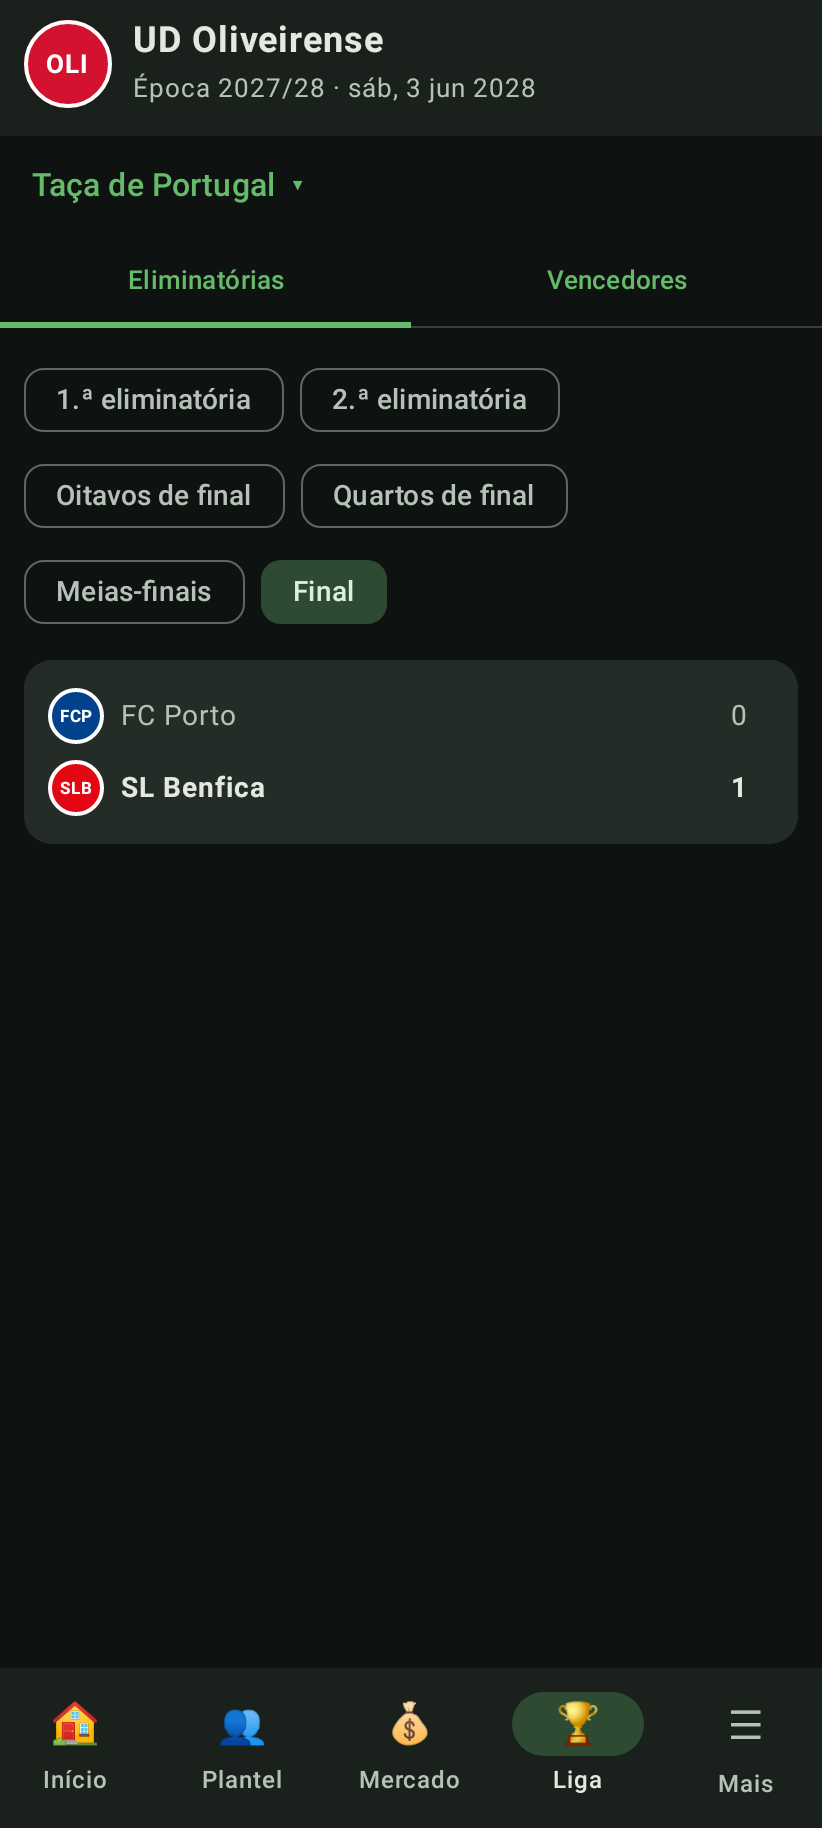 OLI
UD Oliveirense
Época 2027/28 · sáb, 3 jun 2028
Taça de Portugal ▼
Eliminatórias Vencedores
1.ª eliminatória 2.ª eliminatória
Oitavos de final Quartos de final
Meias-finais Final
FCP FC Porto 0
SLB SL Benfica 1
Início Plantel Mercado Liga Mais